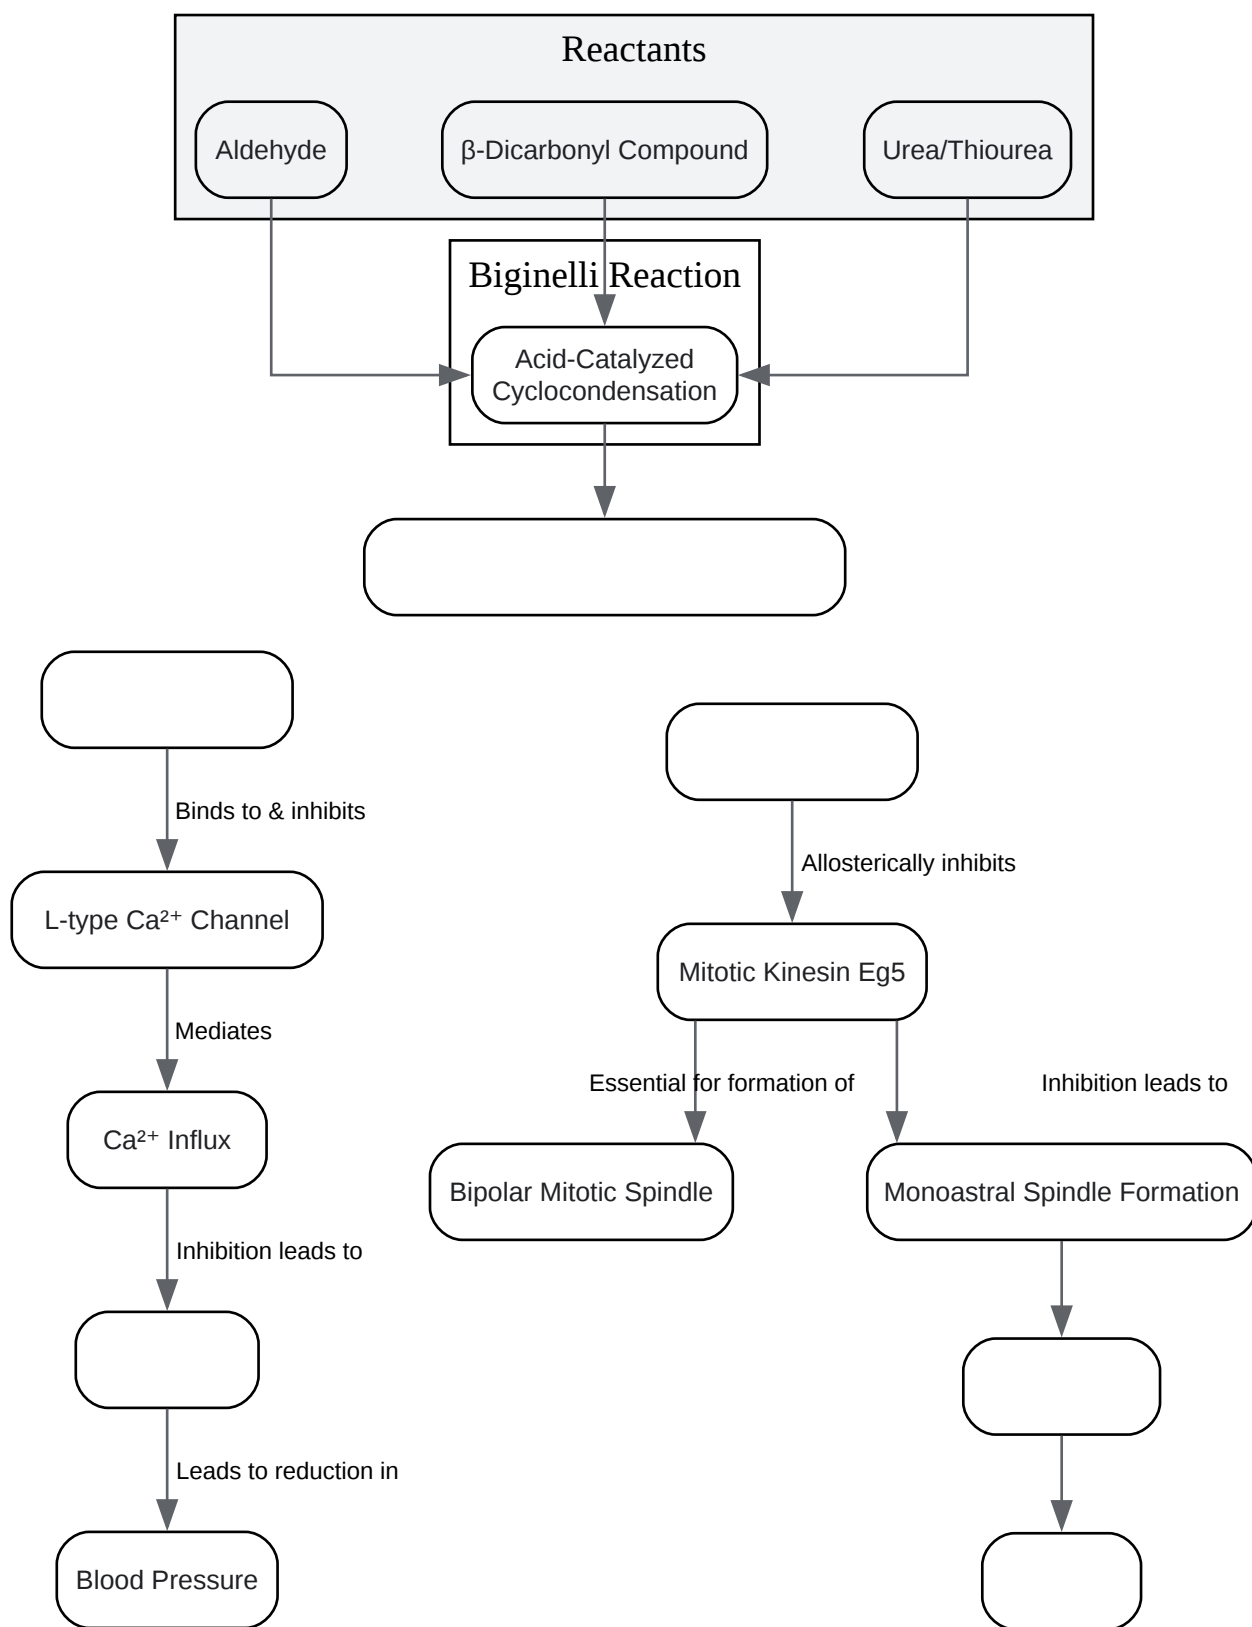 Reactants
Aldehyde
β-Dicarbonyl Compound
Urea/Thiourea
Biginelli Reaction
Acid-Catalyzed
Cyclocondensation
Binds to & inhibits
L-type Ca²⁺ Channel
Mediates
Ca²⁺ Influx
Inhibition leads to
Leads to reduction in
Blood Pressure
Allosterically inhibits
Mitotic Kinesin Eg5
Essential for formation of
Inhibition leads to
Bipolar Mitotic Spindle
Monoastral Spindle Formation